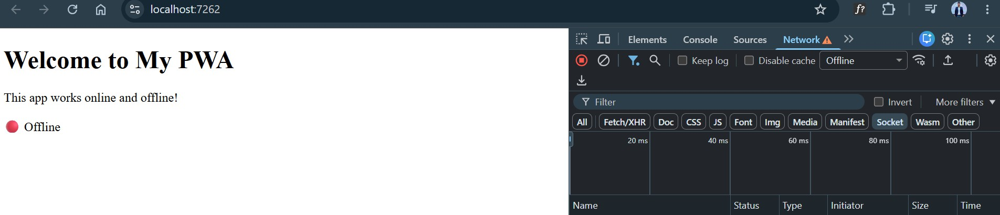 localhost:7262
f?
Welcome to My PWA
This app works online and offline!
Offline
Elements Console Sources Network
Keep log Disable cache Offline
Filter Invert More filters
All Fetch/XHR Doc CSS JS Font Img Media Manifest Socket Wasm Other
20 ms 40 ms 60 ms 80 ms 100 ms
Name Status Type Initiator Size Time